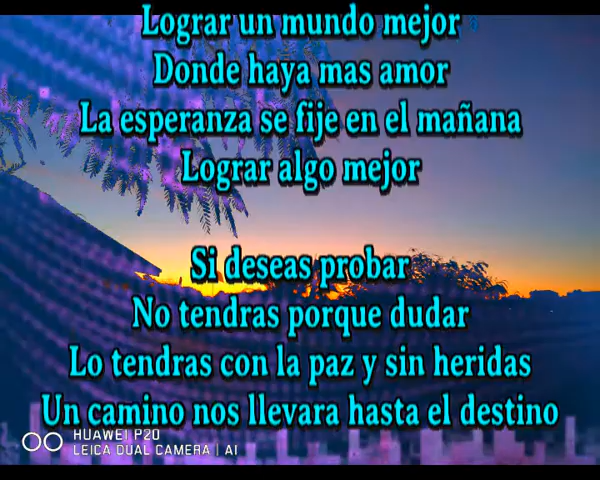 Lograr un mundo mejor
Donde haya mas amor
La esperanza se fije en el mañana
Lograr algo mejor
Si deseas probar
No tendras porque dudar
Lo tendras con la paz y sin heridas
Un camino nos llevara hasta el destino
HUAWEI P20
LEICA DUAL CAMERA | AI